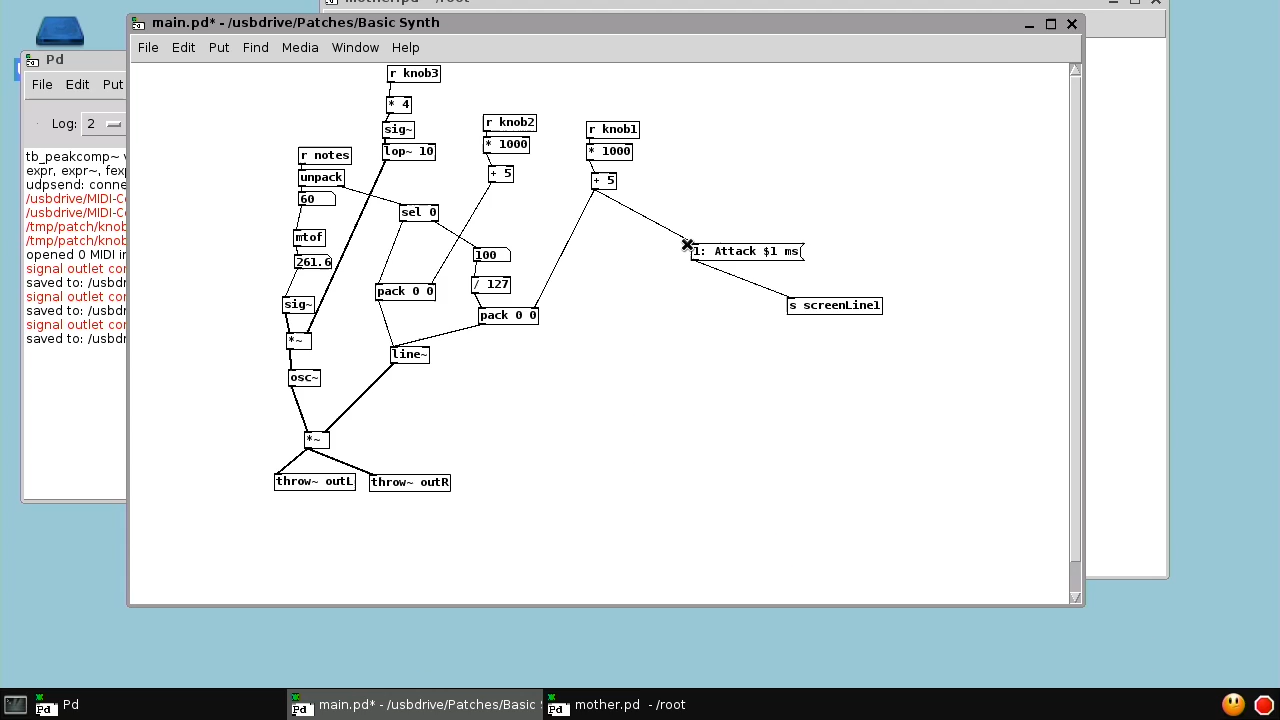 mother.pd - /root
main.pd* - /usbdrive/Patches/Basic Synth
File Edit Put Find Media Window Help
Pd
File Edit Put
Log: 2
tb_peakcomp~
expr, expr~, fexp
udpsend: conne
/usbdrive/MIDI-C
/usbdrive/MIDI-C
/tmp/patch/knob
/tmp/patch/knob
opened 0 MIDI in
signal outlet con
saved to: /usbdr
signal outlet con
saved to: /usbdr
signal outlet con
saved to: /usbdr
r knob3
* 4
sig~
lop~ 10
r knob2
* 1000
+ 5
r knob1
* 1000
+ 5
r notes
unpack
60
sel 0
mtof
261.6
100
/ 127
1: Attack $1 ms
sig~
pack 0 0
pack 0 0
s screenLine1
*~
line~
osc~
*~
throw~ outL
throw~ outR
Pd
Pd
main.pd* - /usbdrive/Patches/Basic
Pd
mother.pd - /root